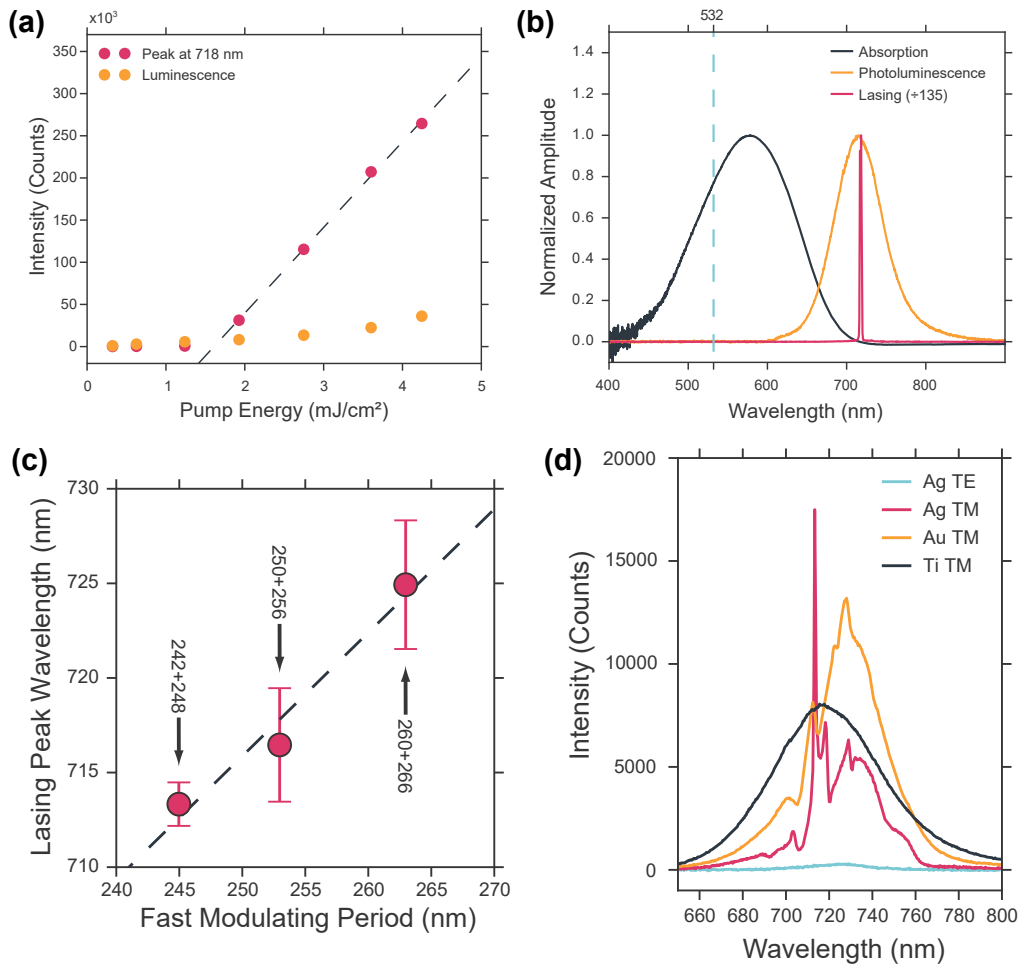 (a)
×10³
350
300
250
200
150
100
50
0
Intensity (Counts)
Peak at 718 nm
Luminescence
0 1 2 3 4 5
Pump Energy (mJ/cm²)
(b)
532
1.4
1.2
1.0
0.8
0.6
0.4
0.2
0.0
Normalized Amplitude
Absorption
Photoluminescence
Lasing (÷135)
400 500 600 700 800
Wavelength (nm)
(c)
730
725
720
715
710
Lasing Peak Wavelength (nm)
242+248
250+256
260+266
240 245 250 255 260 265 270
Fast Modulating Period (nm)
(d)
20000
15000
10000
5000
0
Intensity (Counts)
Ag TE
Ag TM
Au TM
Ti TM
660 680 700 720 740 760 780 800
Wavelength (nm)